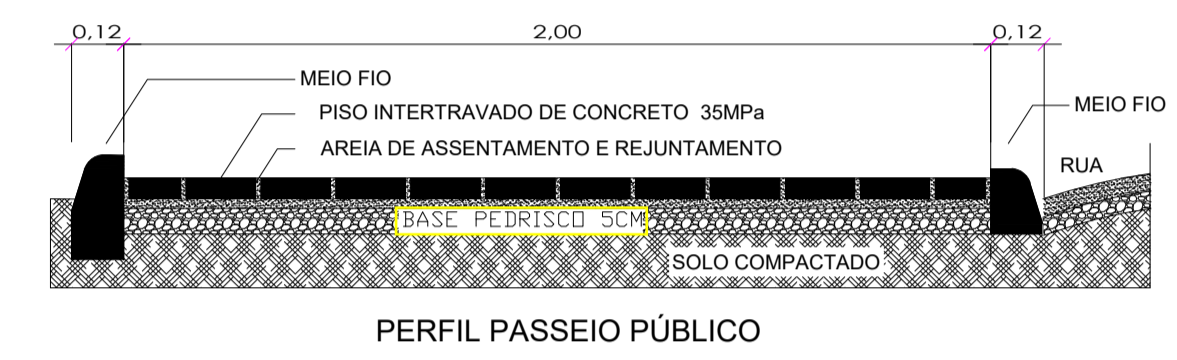 0,12 2,00 0,12
MEIO FIO
MEIO FIO
PISO INTERTRAVADO DE CONCRETO 35MPa
AREIA DE ASSENTAMENTO E REJUNTAMENTO
RUA
BASE PEDRISCO 5CM
SOLO COMPACTADO
PERFIL PASSEIO PÚBLICO